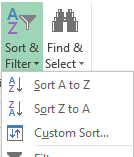 Sort & Find &
Filter Select
Sort A to Z
Sort Z to A
Custom Sort...